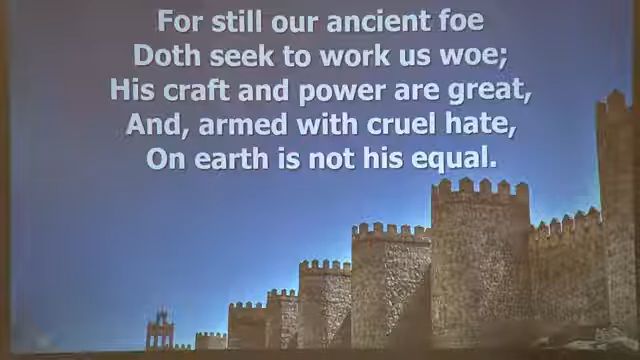 For still our ancient foe
Doth seek to work us woe;
His craft and power are great,
And, armed with cruel hate,
On earth is not his equal.